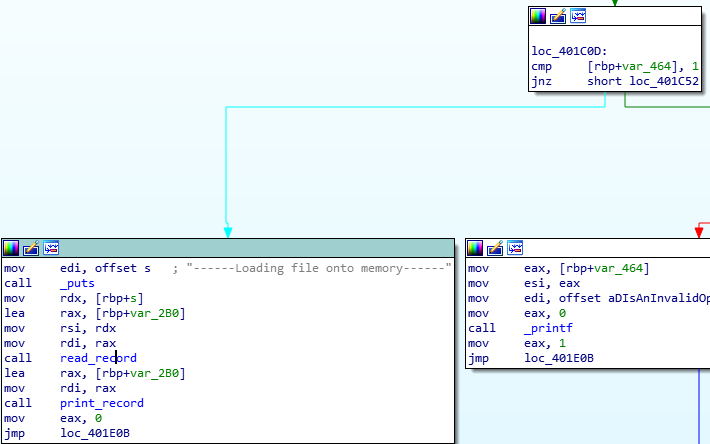 loc_401C0D:
cmp [rbp+var_464], 1
jnz short loc_401C52
mov edi, offset s ; "------Loading file onto memory------"
call _puts
mov rdx, [rbp+s]
lea rax, [rbp+var_2B0]
mov rsi, rdx
mov rdi, rax
call read_record
lea rax, [rbp+var_2B0]
mov rdi, rax
call print_record
mov eax, 0
jmp loc_401E0B
mov eax, [rbp+var_464]
mov esi, eax
mov edi, offset aDIsAnInvalidOp
mov eax, 0
call _printf
mov eax, 1
jmp loc_401E0B